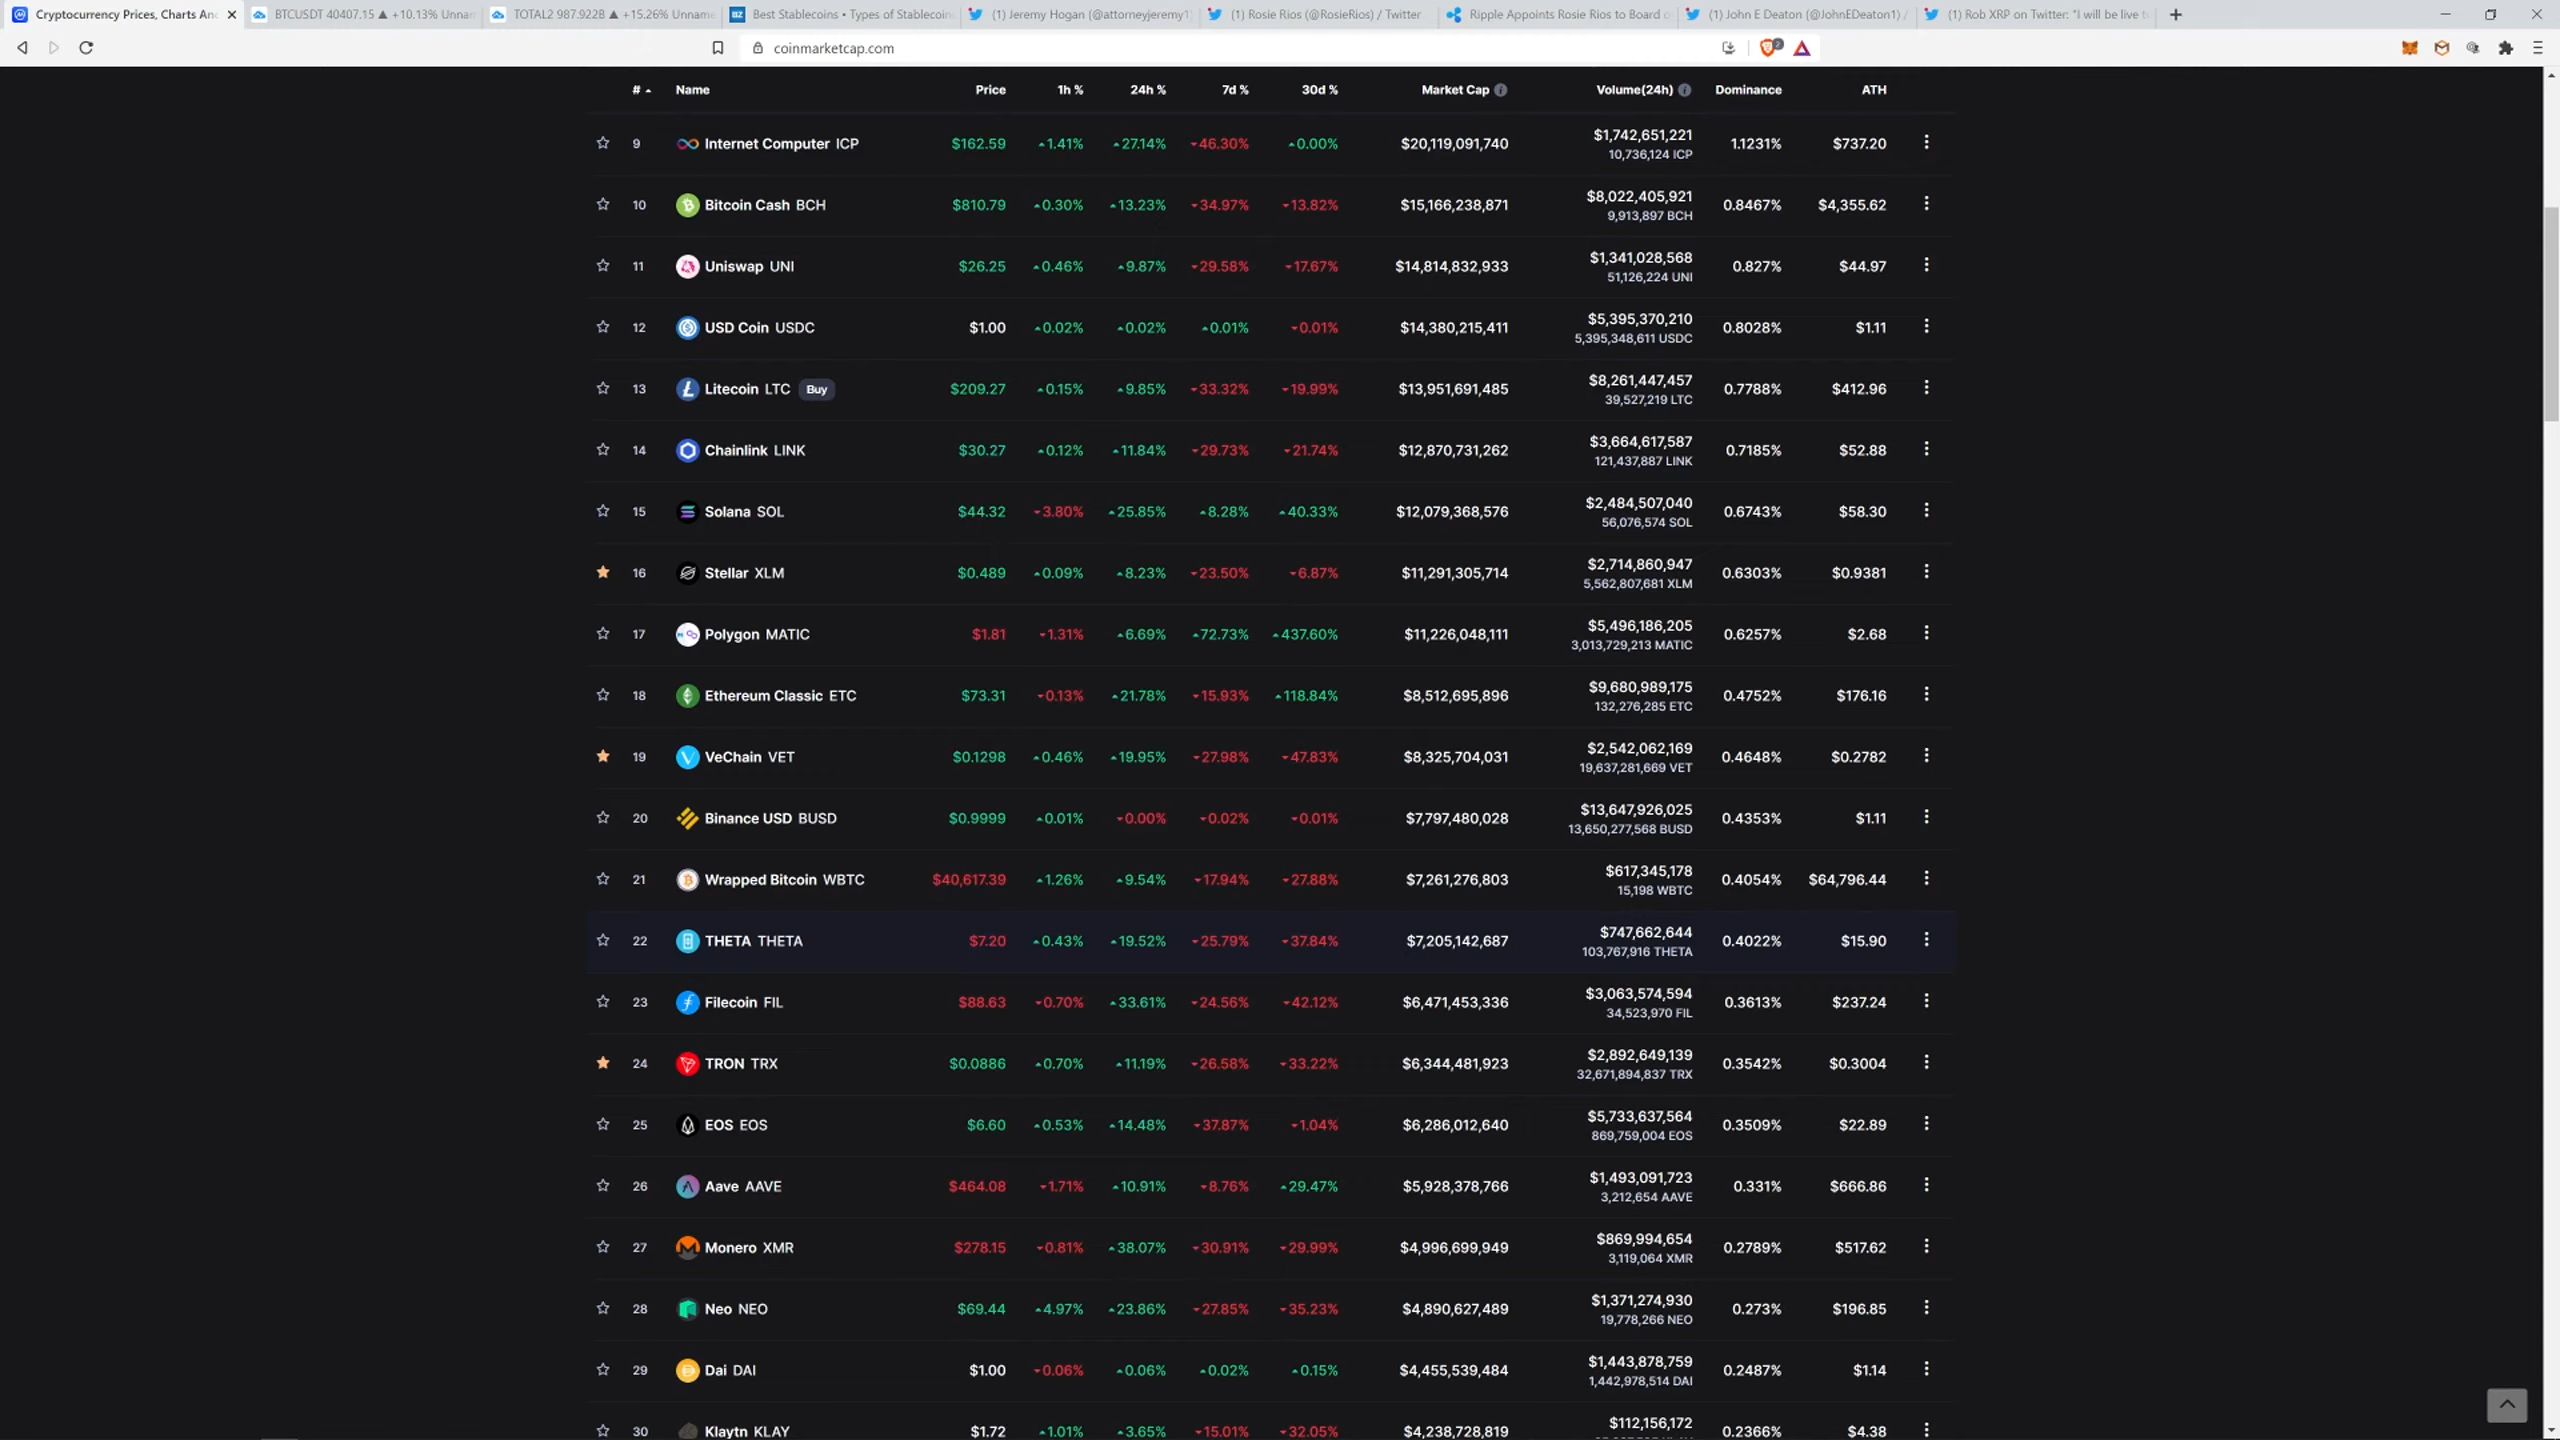 Cryptocurrency Prices, Charts An
BTCUSDT 40407.15 ▲ +10.13% Unnam
TOTAL2 987.922B ▲ +15.26% Unname
Best Stablecoins • Types of Stablecoin
(1) Jeremy Hogan (@attorneyjeremy1
(1) Rosie Rios (@RosieRios) / Twitter
Ripple Appoints Rosie Rios to Board o
(1) John E Deaton (@JohnEDeaton1) /
(1) Rob XRP on Twitter: "I will be live t
coinmarketcap.com
2
# Name Price 1h % 24h % 7d % 30d % Market Cap Volume(24h) Dominance ATH
9 Internet Computer ICP $162.59 1.41% 27.14% 46.30% 0.00% $20,119,091,740 $1,742,651,221 1.1231% $737.20
10,736,124 ICP
10 Bitcoin Cash BCH $810.79 0.30% 13.23% 34.97% 13.82% $15,166,238,871 $8,022,405,921 0.8467% $4,355.62
9,913,897 BCH
11 Uniswap UNI $26.25 0.46% 9.87% 29.58% 17.67% $14,814,832,933 $1,341,028,568 0.827% $44.97
51,126,224 UNI
12 USD Coin USDC $1.00 0.02% 0.02% 0.01% 0.01% $14,380,215,411 $5,395,370,210 0.8028% $1.11
5,395,348,611 USDC
13 Litecoin LTC Buy $209.27 0.15% 9.85% 33.32% 19.99% $13,951,691,485 $8,261,447,457 0.7788% $412.96
39,527,219 LTC
14 Chainlink LINK $30.27 0.12% 11.84% 29.73% 21.74% $12,870,731,262 $3,664,617,587 0.7185% $52.88
121,437,887 LINK
15 Solana SOL $44.32 3.80% 25.85% 8.28% 40.33% $12,079,368,576 $2,484,507,040 0.6743% $58.30
56,076,574 SOL
16 Stellar XLM $0.489 0.09% 8.23% 23.50% 6.87% $11,291,305,714 $2,714,860,947 0.6303% $0.9381
5,562,807,681 XLM
17 Polygon MATIC $1.81 1.31% 6.69% 72.73% 437.60% $11,226,048,111 $5,496,186,205 0.6257% $2.68
3,013,729,213 MATIC
18 Ethereum Classic ETC $73.31 0.13% 21.78% 15.93% 118.84% $8,512,695,896 $9,680,989,175 0.4752% $176.16
132,276,285 ETC
19 VeChain VET $0.1298 0.46% 19.95% 27.98% 47.83% $8,325,704,031 $2,542,062,169 0.4648% $0.2782
19,637,281,669 VET
20 Binance USD BUSD $0.9999 0.01% 0.00% 0.02% 0.01% $7,797,480,028 $13,647,926,025 0.4353% $1.11
13,650,277,568 BUSD
21 Wrapped Bitcoin WBTC $40,617.39 1.26% 9.54% 17.94% 27.88% $7,261,276,803 $617,345,178 0.4054% $64,796.44
15,198 WBTC
22 THETA THETA $7.20 0.43% 19.52% 25.79% 37.84% $7,205,142,687 $747,662,644 0.4022% $15.90
103,767,916 THETA
23 Filecoin FIL $88.63 0.70% 33.61% 24.56% 42.12% $6,471,453,336 $3,063,574,594 0.3613% $237.24
34,523,970 FIL
24 TRON TRX $0.0886 0.70% 11.19% 26.58% 33.22% $6,344,481,923 $2,892,649,139 0.3542% $0.3004
32,671,894,837 TRX
25 EOS EOS $6.60 0.53% 14.48% 37.87% 1.04% $6,286,012,640 $5,733,637,564 0.3509% $22.89
869,759,004 EOS
26 Aave AAVE $464.08 1.71% 10.91% 8.76% 29.47% $5,928,378,766 $1,493,091,723 0.331% $666.86
3,212,654 AAVE
27 Monero XMR $278.15 0.81% 38.07% 30.91% 29.99% $4,996,699,949 $869,994,654 0.2789% $517.62
3,119,064 XMR
28 Neo NEO $69.44 4.97% 23.86% 27.85% 35.23% $4,890,627,489 $1,371,274,930 0.273% $196.85
19,778,266 NEO
29 Dai DAI $1.00 0.06% 0.06% 0.02% 0.15% $4,455,539,484 $1,443,878,759 0.2487% $1.14
1,442,978,514 DAI
30 Klaytn KLAY $1.72 1.01% 3.65% 15.01% 32.05% $4,238,728,819 $112,156,172 0.2366% $4.38